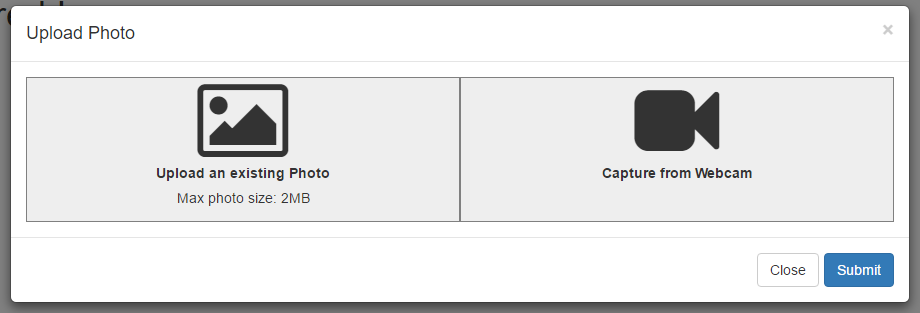 Upload Photo
×
Upload an existing Photo
Max photo size: 2MB
Capture from Webcam
Close
Submit